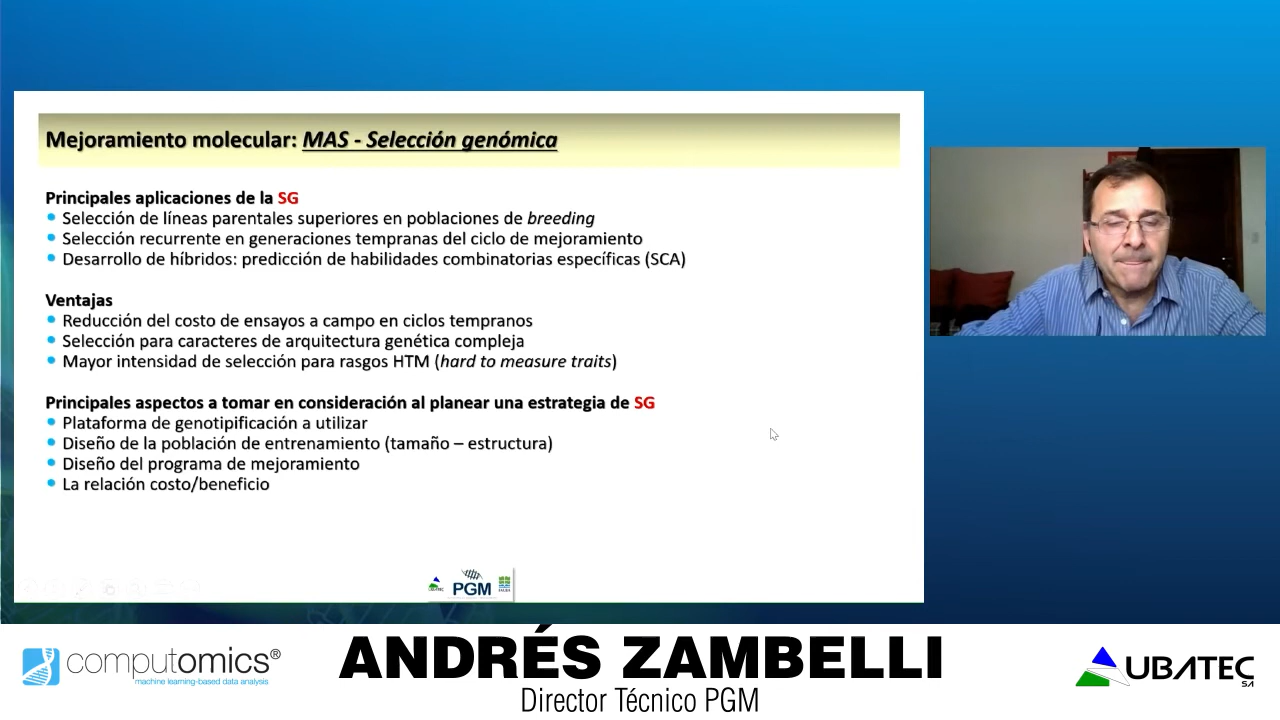 Mejoramiento molecular: MAS - Selección genómica
Principales aplicaciones de la SG
Selección de líneas parentales superiores en poblaciones de breeding
Selección recurrente en generaciones tempranas del ciclo de mejoramiento
Desarrollo de híbridos: predicción de habilidades combinatorias específicas (SCA)
Ventajas
Reducción del costo de ensayos a campo en ciclos tempranos
Selección para caracteres de arquitectura genética compleja
Mayor intensidad de selección para rasgos HTM (hard to measure traits)
Principales aspectos a tomar en consideración al planear una estrategia de SG
Plataforma de genotipificación a utilizar
Diseño de la población de entrenamiento (tamaño – estructura)
Diseño del programa de mejoramiento
La relación costo/beneficio
PGM
computomics®
machine learning-based data analysis
ANDRÉS ZAMBELLI
Director Técnico PGM
UBATEC
SA